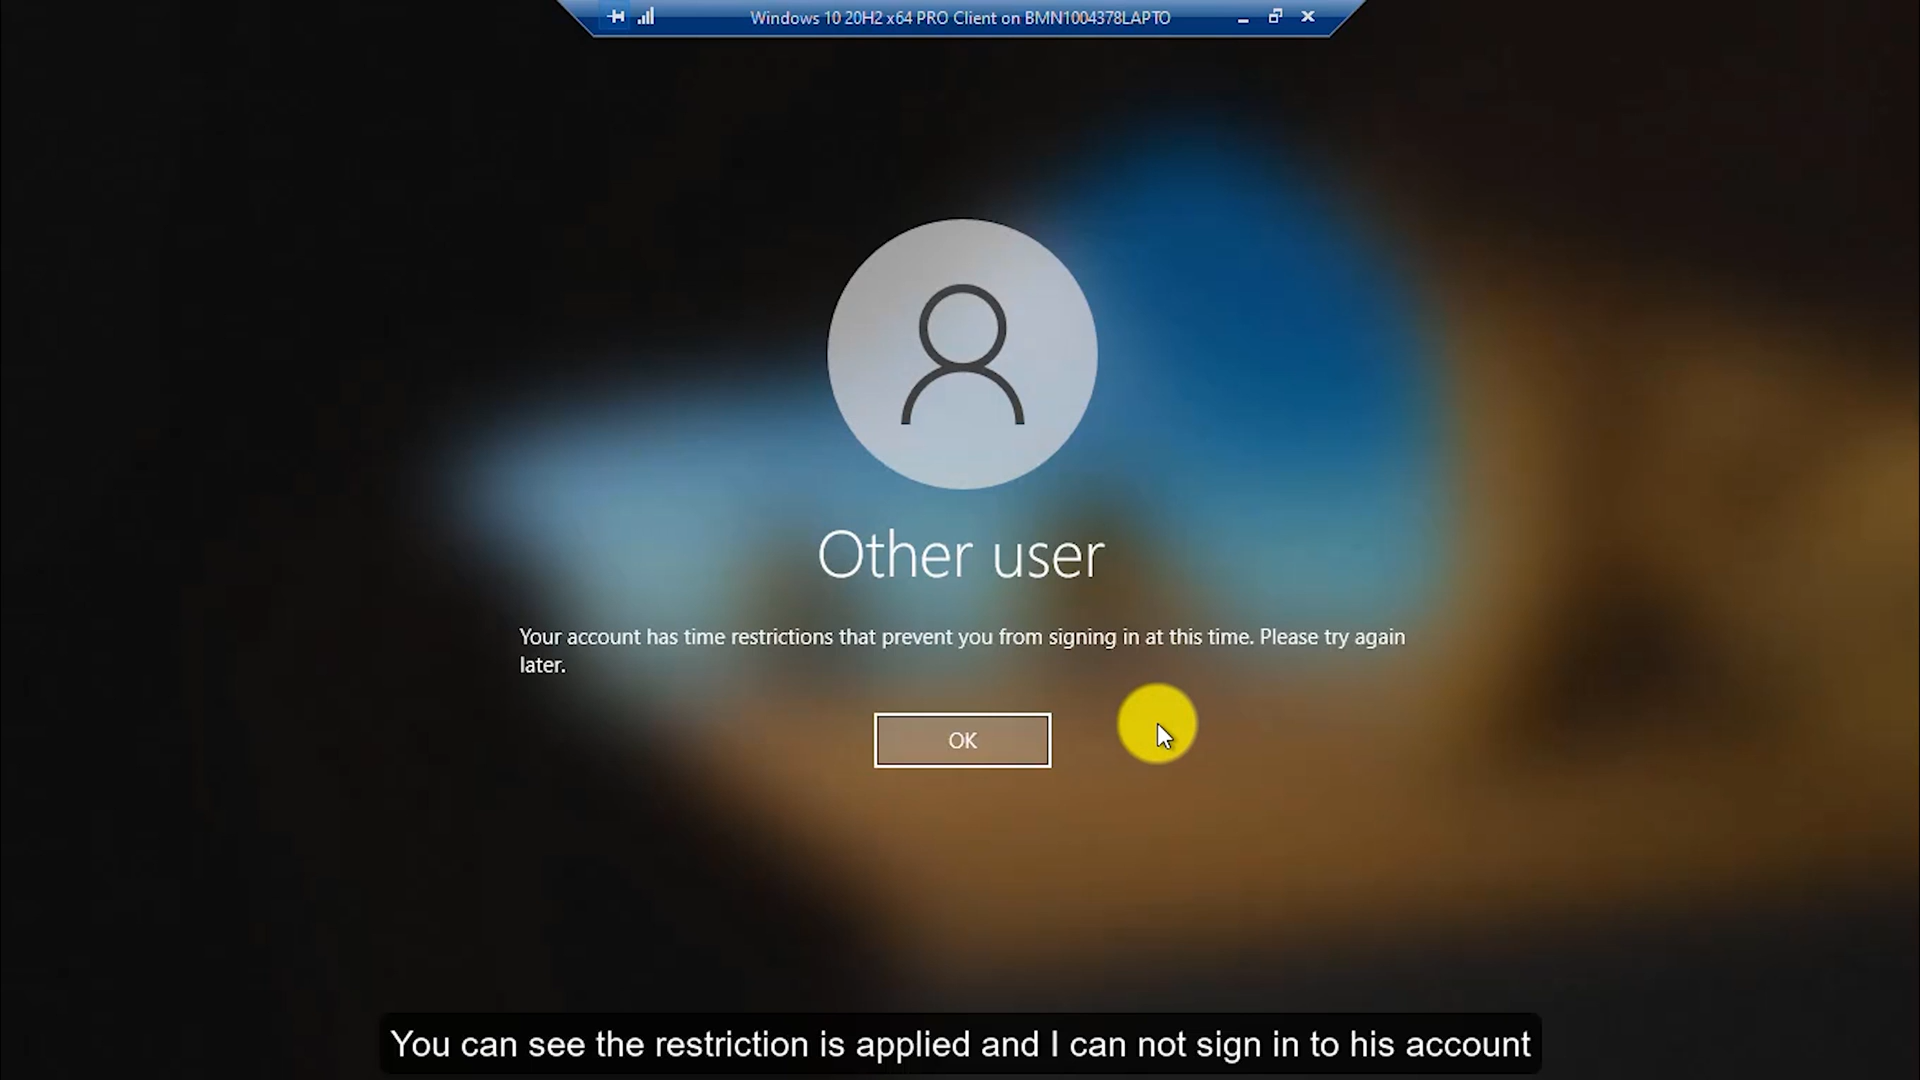 Windows 10 20H2 x64 PRO Client on BMN1004378LAPTO
Other user
Your account has time restrictions that prevent you from signing in at this time. Please try again
later.
OK
You can see the restriction is applied and I can not sign in to his account